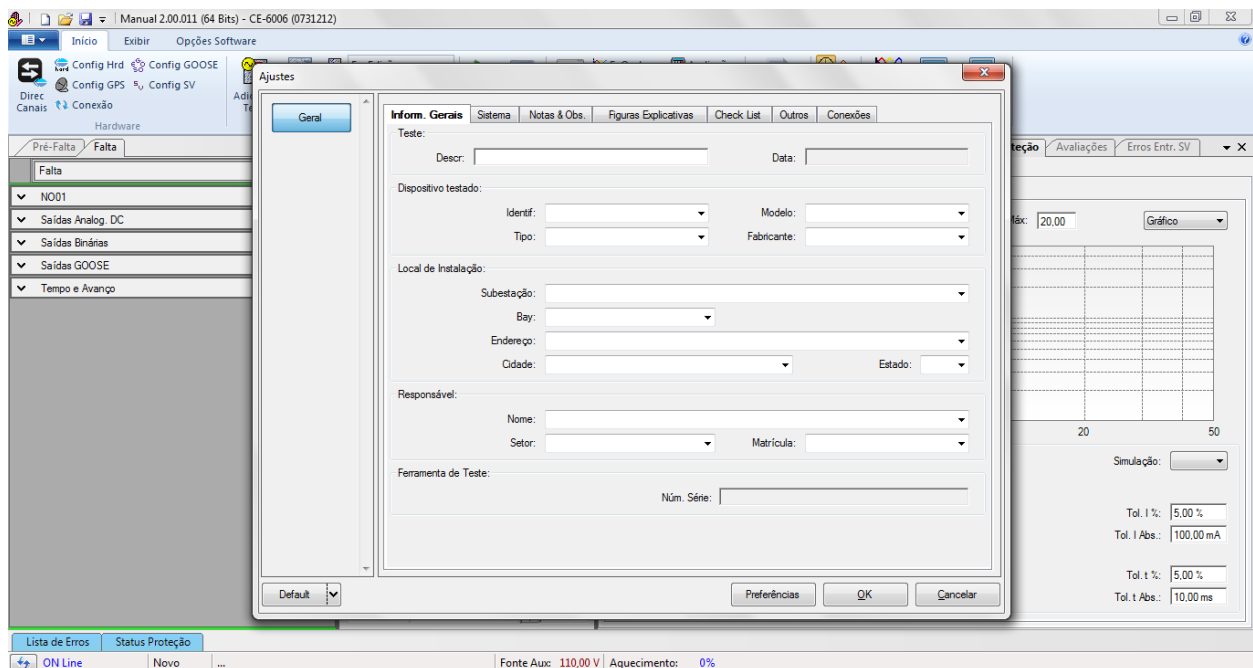 Manual 2.00.011 (64 Bits) - CE-6006 (0731212)
Início Exibir Opções Software
Direc Canais
Config Hrd Config GOOSE
Config GPS Config SV
Conexão
Hardware
Pré-Falta Falta
Falta
NO01
Saídas Analog. DC
Saídas Binárias
Saídas GOOSE
Tempo e Avanço
Ajustes
Geral
Inform. Gerais Sistema Notas & Obs. Figuras Explicativas Check List Outros Conexões
Teste:
Descr: Data:
Dispositivo testado:
Identif: Modelo:
Tipo: Fabricante:
Local de Instalação:
Subestação:
Bay:
Endereço:
Cidade: Estado:
Responsável:
Nome:
Setor: Matrícula:
Ferramenta de Teste:
Núm. Série:
Default Preferências OK Cancelar
Avaliações Erros Entr. SV
20,00 Gráfico
20 50
Simulação:
Tol. I %: 5,00 %
Tol. I Abs.: 100,00 mA
Tol. t %: 5,00 %
Tol. t Abs.: 10,00 ms
Lista de Erros Status Proteção
ON Line Novo ... Fonte Aux: 110,00 V Aquecimento: 0%